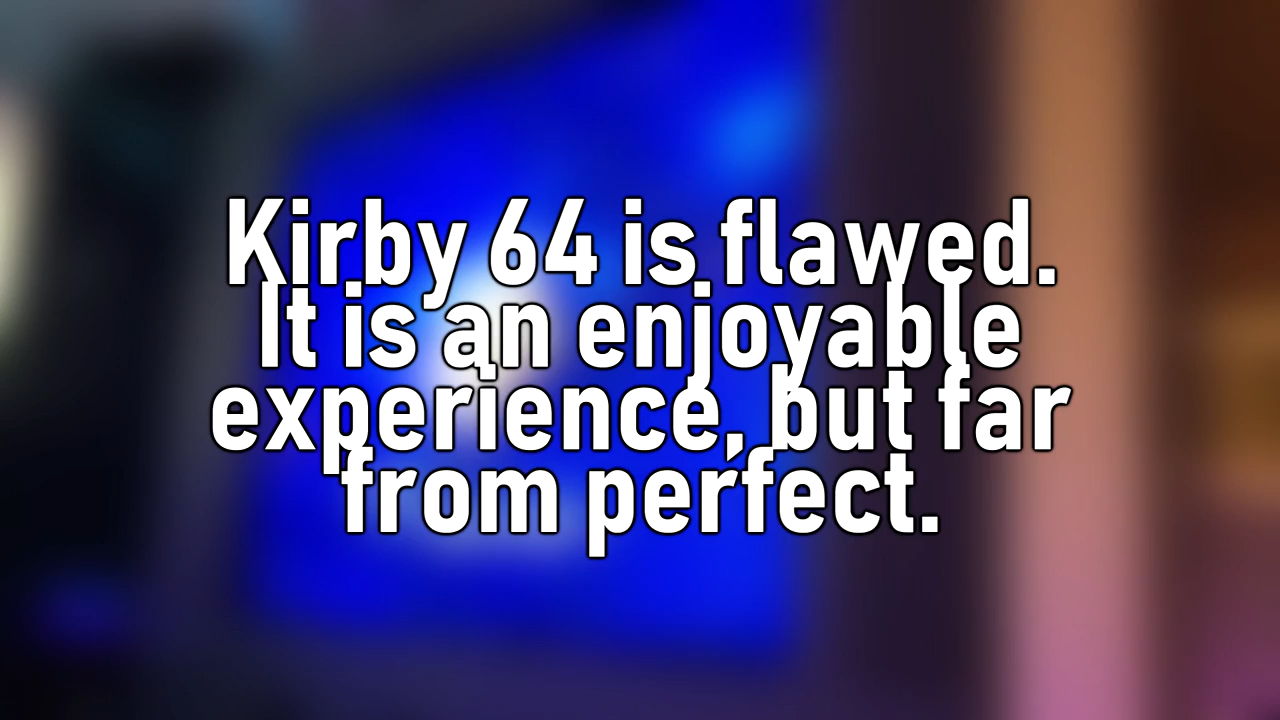 Kirby 64 is flawed.
It is an enjoyable
experience, but far
from perfect.